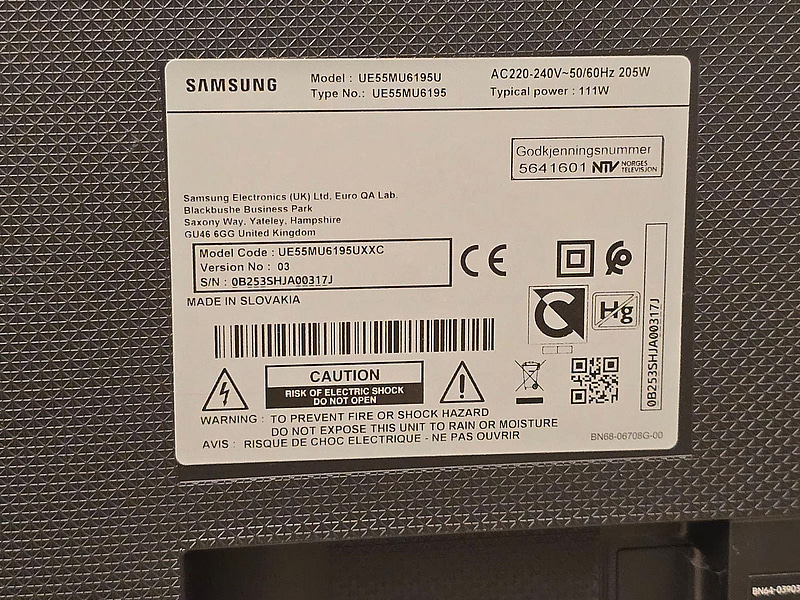 SAMSUNG
Model : UE55MU6195U
Type No.: UE55MU6195
AC220-240V~50/60Hz 205W
Typical power : 111W
Godkjenningsnummer
5641601 NTV NORGES TELEVISJON
Samsung Electronics (UK) Ltd, Euro QA Lab.
Blackbushe Business Park
Saxony Way, Yateley, Hampshire
GU46 6GG United Kingdom
Model Code : UE55MU6195UXXC
Version No : 03
S/N : 0B253SHJA00317J
CE
MADE IN SLOVAKIA
Hg
0B253SHJA00317J
CAUTION
RISK OF ELECTRIC SHOCK
DO NOT OPEN
WARNING : TO PREVENT FIRE OR SHOCK HAZARD
DO NOT EXPOSE THIS UNIT TO RAIN OR MOISTURE
AVIS : RISQUE DE CHOC ELECTRIQUE - NE PAS OUVRIR
BN68-06708G-00
BN64-03903